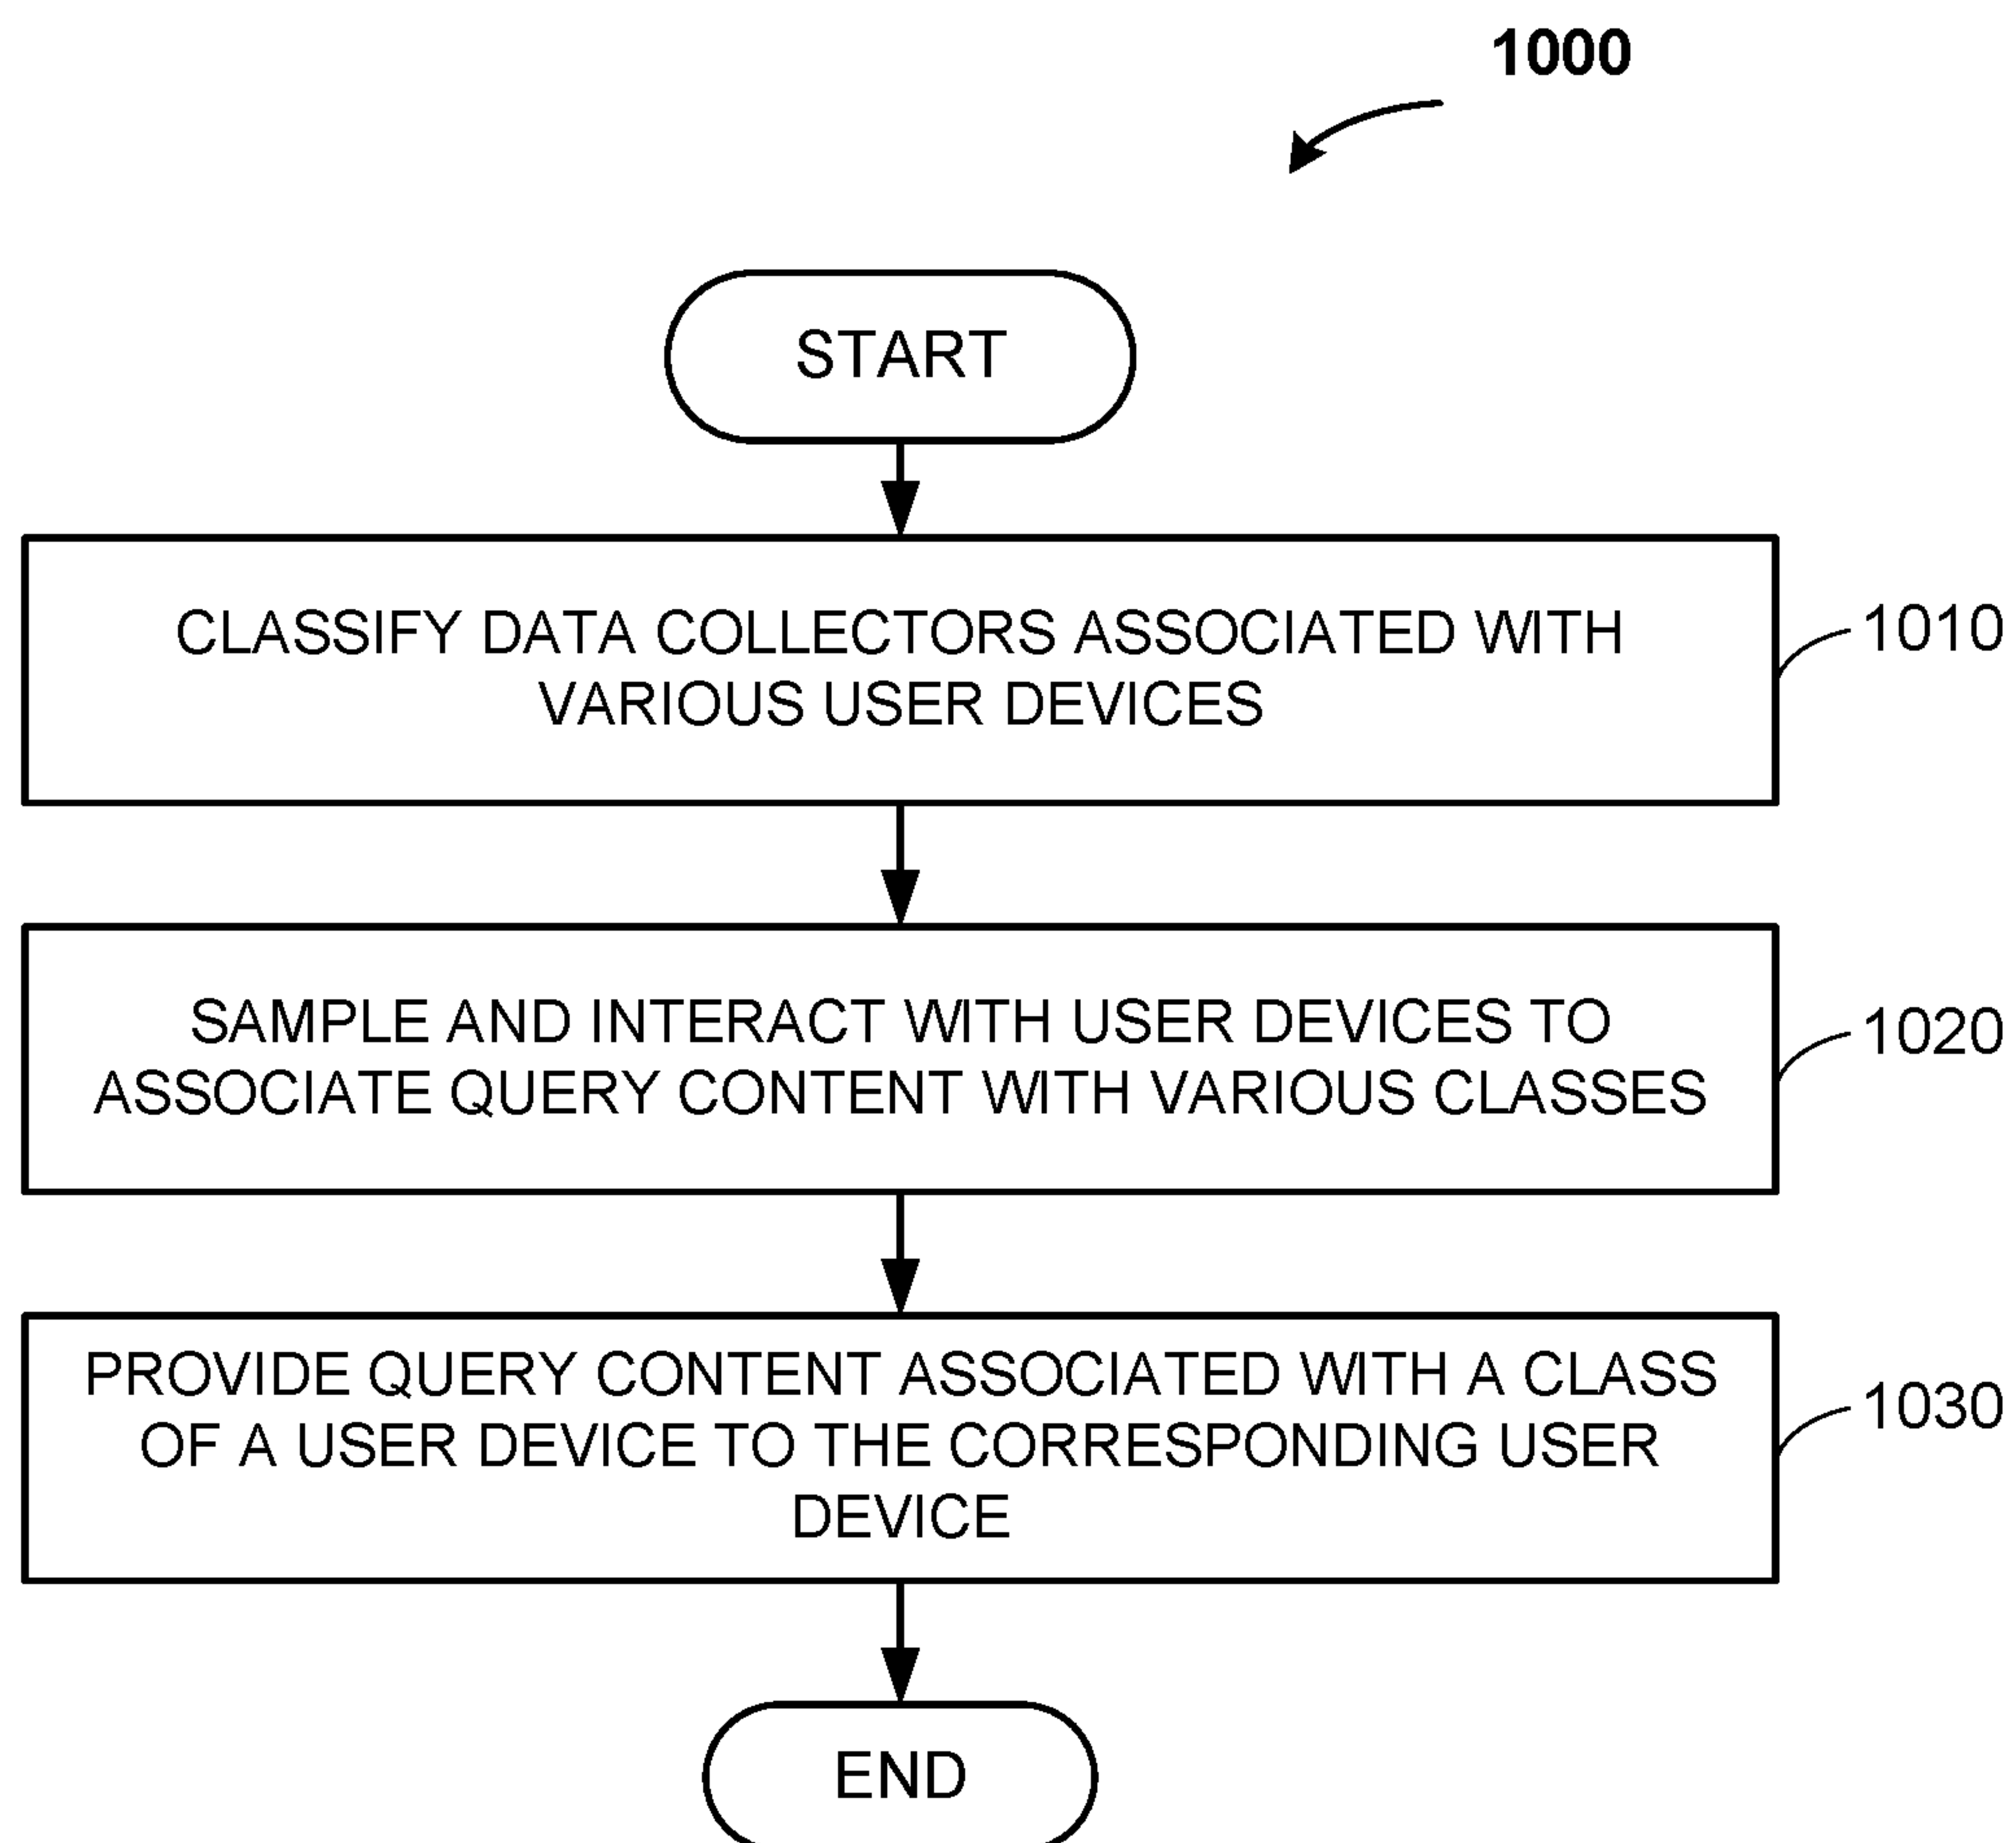 1000
START
CLASSIFY DATA COLLECTORS ASSOCIATED WITH
VARIOUS USER DEVICES
1010
SAMPLE AND INTERACT WITH USER DEVICES TO
ASSOCIATE QUERY CONTENT WITH VARIOUS CLASSES
1020
PROVIDE QUERY CONTENT ASSOCIATED WITH A CLASS
OF A USER DEVICE TO THE CORRESPONDING USER
DEVICE
1030
END